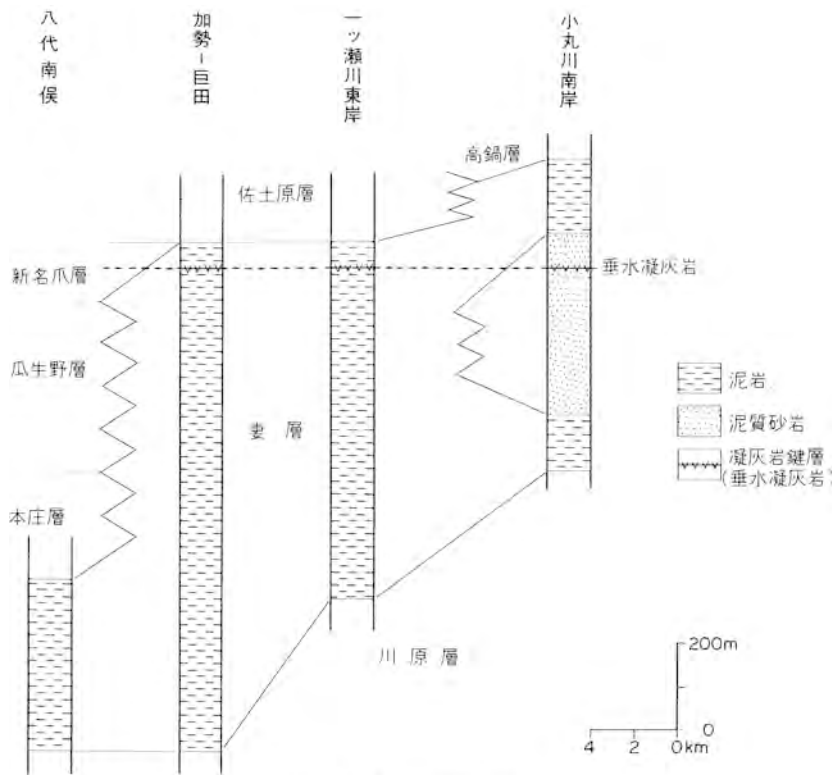 八代南俣
加勢－巨田
一ッ瀬川東岸
小丸川南岸
高鍋層
佐土原層
新名爪層
垂水凝灰岩
瓜生野層
妻層
本庄層
川原層
泥岩
泥質砂岩
凝灰岩鍵層
(垂水凝灰岩)
200m
0
4 2 0km